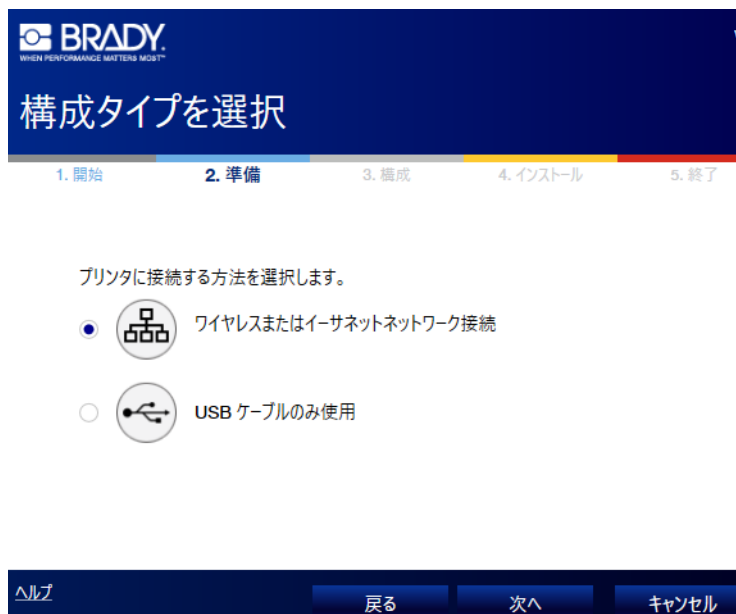 BRADY.
WHEN PERFORMANCE MATTERS MOST™
構成タイプを選択
1. 開始
2. 準備
3. 構成
4. インストール
5. 終了
プリンタに接続する方法を選択します。
ワイヤレスまたはイーサネットネットワーク接続
USB ケーブルのみ使用
ヘルプ
戻る
次へ
キャンセル